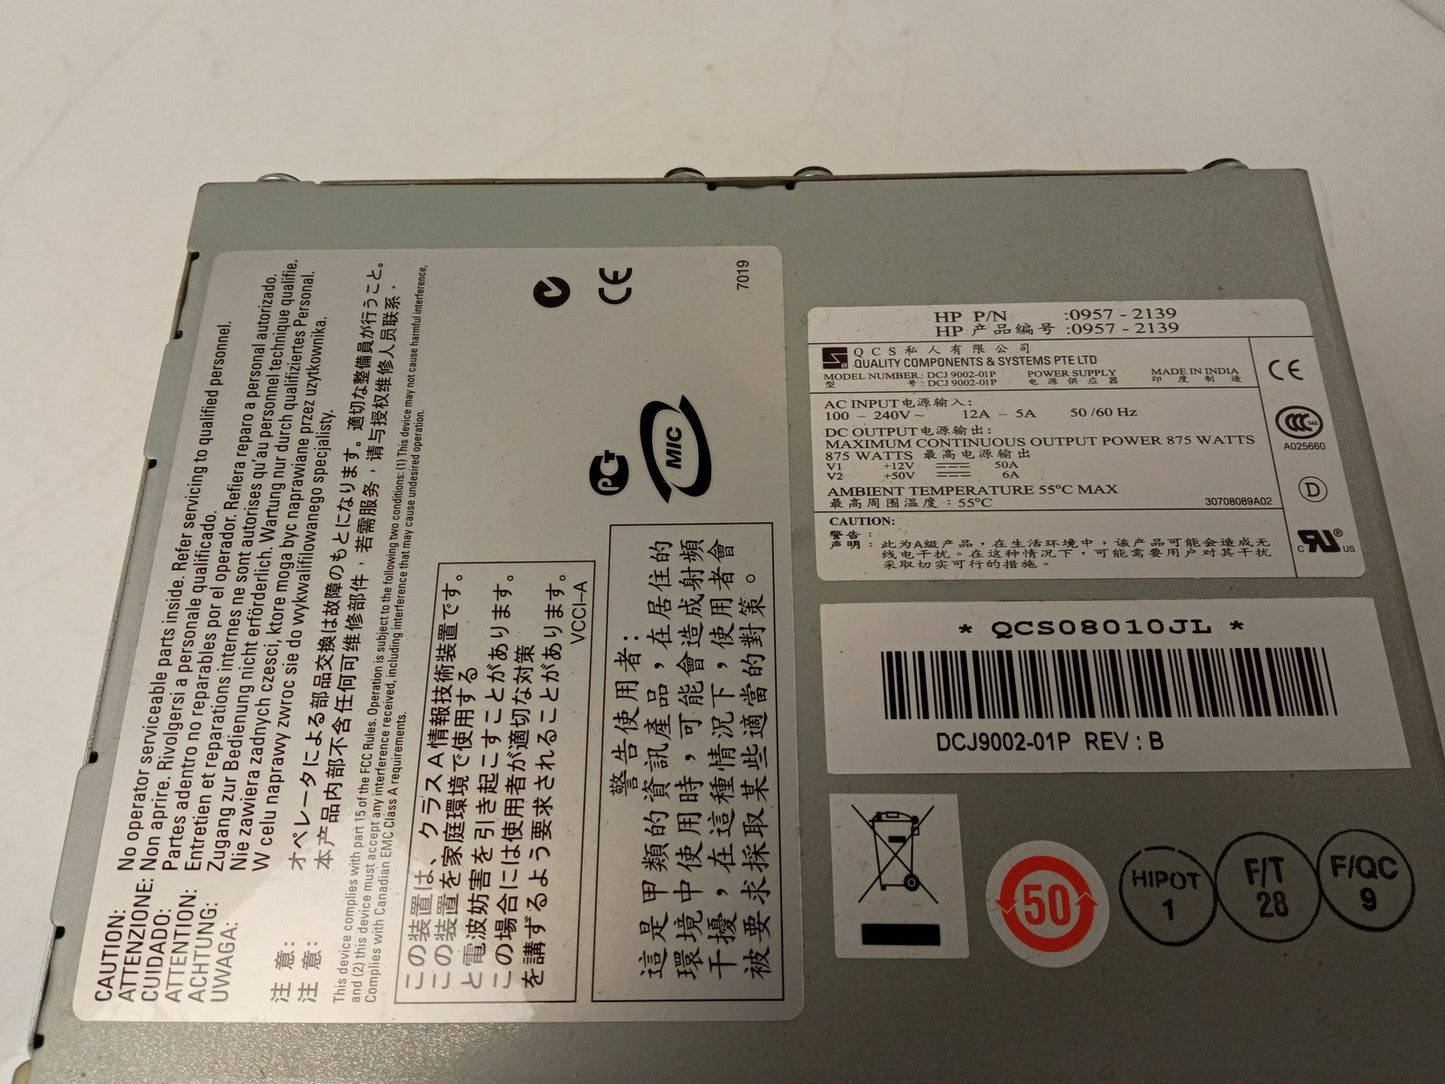 CAUTION: No operator serviceable parts inside. Refer servicing to qualified personnel.
ATTENZIONE: Non aprire. Rivolgersi a personale qualificado.
CUIDADO: Partes adentro no reparables por el operador. Refiera reparo a personal autorizado.
ATTENTION: Entretien et reparations internes ne sont autorises qu'au personnel technique qualifie.
ACHTUNG: Zugang zur Bedienung nicht erförderlich. Wartung nur durch qualifiziertes Personal.
UWAGA: Nie zawiera zadnych czesci, ktore moga byc naprawiane przez uzytkownika.
W celu naprawy zwroc sie do wykwalifilowanego specjalisty.
注 意: オペレータによる部品交換は故障のもとになります。適切な整備員が行うこと。
注 意: 本产品内部不含任何可维修部件,若需服务,请与授权维修人员联系。
This device complies with part 15 of the FCC Rules. Operation is subject to the following two conditions: (1) This device may not cause harmful interference,
and (2) this device must accept any interference received, including interference that may cause undesired operation.
Complies with Canadian EMC Class A requirements.
この装置は、クラスA情報技術装置です。
この装置を家庭環境で使用する
と電波妨害を引き起こすことがあります。
この場合には使用者が適切な対策
を講ずるよう要求されることがあります。
VCCI-A
警告使用者:
這是甲類的資訊產品,在居住的
環境中使用時,可能會造成射頻
干擾,在這種情況下,使用者會
被要求採取某些適當的對策。
MIC
CE
7019
HP P/N :0957 - 2139
HP 产品编号 :0957 - 2139
QCS私人有限公司
QUALITY COMPONENTS & SYSTEMS PTE LTD
MODEL NUMBER : DCJ 9002-01P POWER SUPPLY MADE IN INDIA
型 号 : DCJ 9002-01P 电源供应器 印度制造
AC INPUT电源输入:
100 - 240V~ 12A - 5A 50 /60 Hz
DC OUTPUT电源输出:
MAXIMUM CONTINUOUS OUTPUT POWER 875 WATTS
875 WATTS 最高电源输出
V1 +12V 50A
V2 +50V 6A
AMBIENT TEMPERATURE 55°C MAX
最高周围温度 : 55°C
30708089A02
CAUTION:
警告 :
声明 : 此为A级产品,在生活环境中,该产品可能会造成无
线电干扰。在这种情况下,可能需要用户对其干扰
采取切实可行的措施。
CE
A025660
D
c RU ® US
* QCS08010JL *
DCJ9002-01P REV : B
50
HIPOT
1
F/T
28
F/QC
9